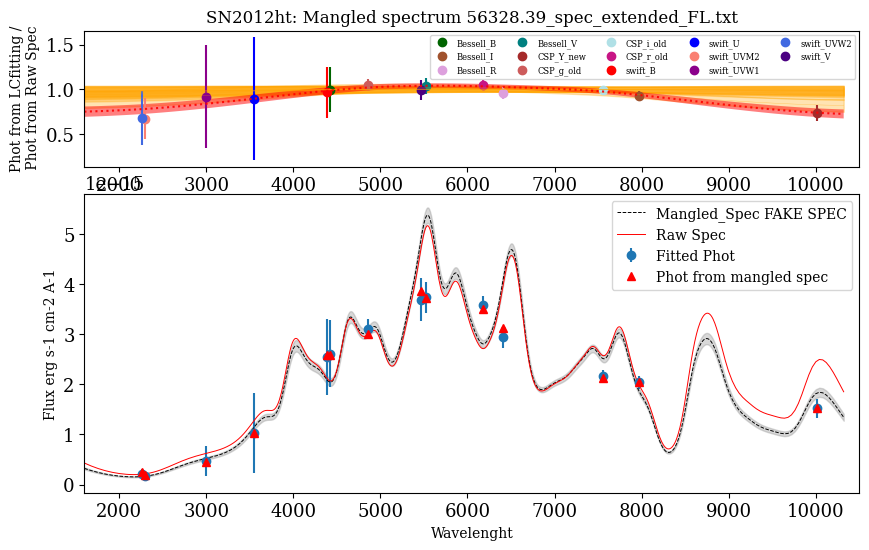 SN2012ht: Mangled spectrum 56328.39_spec_extended_FL.txt
Phot from LCfitting /
Phot from Raw Spec
1.5
1.0
0.5
Bessell_B Bessell_V CSP_i_old swift_U swift_UVW2
Bessell_I CSP_Y_new CSP_r_old swift_UVM2 swift_V
Bessell_R CSP_g_old swift_B swift_UVW1
2000 3000 4000 5000 6000 7000 8000 9000 10000
1e−15
Flux erg s-1 cm-2 A-1
5
4
3
2
1
0
Mangled_Spec FAKE SPEC
Raw Spec
Fitted Phot
Phot from mangled spec
2000 3000 4000 5000 6000 7000 8000 9000 10000
Wavelenght